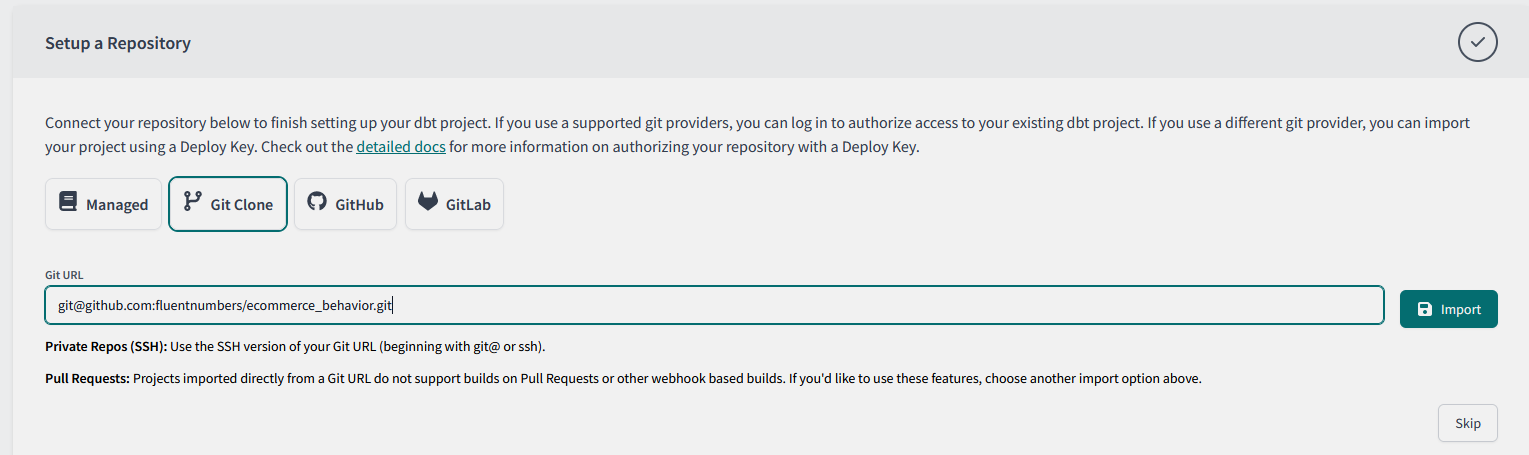 Setup a Repository
Connect your repository below to finish setting up your dbt project. If you use a supported git providers, you can log in to authorize access to your existing dbt project. If you use a different git provider, you can import
your project using a Deploy Key. Check out the detailed docs for more information on authorizing your repository with a Deploy Key.
Managed Git Clone GitHub GitLab
Git URL
git@github.com:fluentnumbers/ecommerce_behavior.git Import
Private Repos (SSH): Use the SSH version of your Git URL (beginning with git@ or ssh).
Pull Requests: Projects imported directly from a Git URL do not support builds on Pull Requests or other webhook based builds. If you'd like to use these features, choose another import option above.
Skip